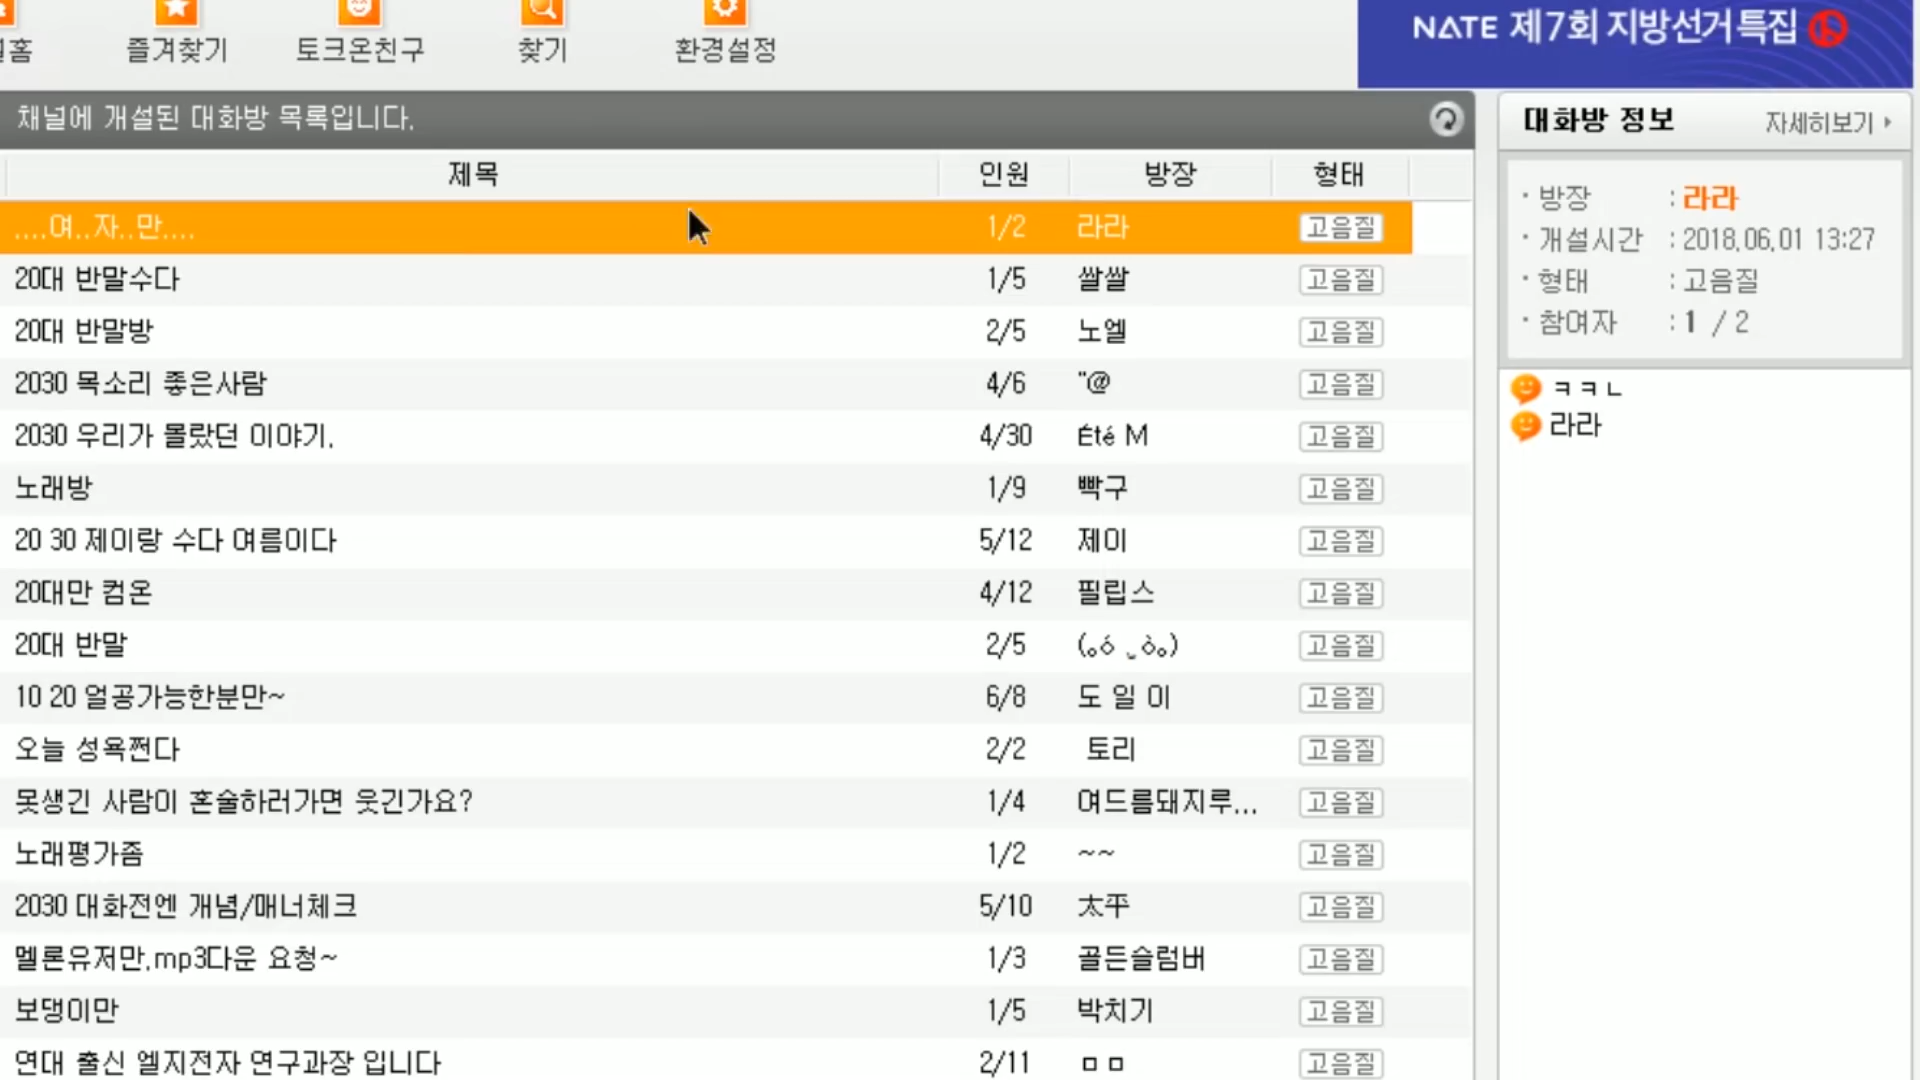 널홈 즐겨찾기 토크온친구 찾기 환경설정
NATE 제7회 지방선거특집
채널에 개설된 대화방 목록입니다.
제목 인원 방장 형태
....여..자..만.... 1/2 라라 고음질
20대 반말수다 1/5 쌀쌀 고음질
20대 반말방 2/5 노엘 고음질
2030 목소리 좋은사람 4/6 "@ 고음질
2030 우리가 몰랐던 이야기. 4/30 Été M 고음질
노래방 1/9 빡구 고음질
20 30 제이랑 수다 여름이다 5/12 제이 고음질
20대만 컴온 4/12 필립스 고음질
20대 반말 2/5 (｡ó ‿ò｡) 고음질
10 20 얼공가능한분만~ 6/8 도 일 이 고음질
오늘 성욕쩐다 2/2 토리 고음질
못생긴 사람이 혼술하러가면 웃긴가요? 1/4 여드름돼지루... 고음질
노래평가좀 1/2 ~~ 고음질
2030 대화전엔 개념/매너체크 5/10 太平 고음질
멜론유저만.mp3다운 요청~ 1/3 골든슬럼버 고음질
보댕이만 1/5 박치기 고음질
연대 출신 엘지전자 연구과장 입니다 2/11 ㅁㅁ 고음질
대화방 정보 자세히보기
· 방장 : 라라
· 개설시간 : 2018.06.01 13:27
· 형태 : 고음질
· 참여자 : 1 / 2
ㅋㅋㄴ
라라